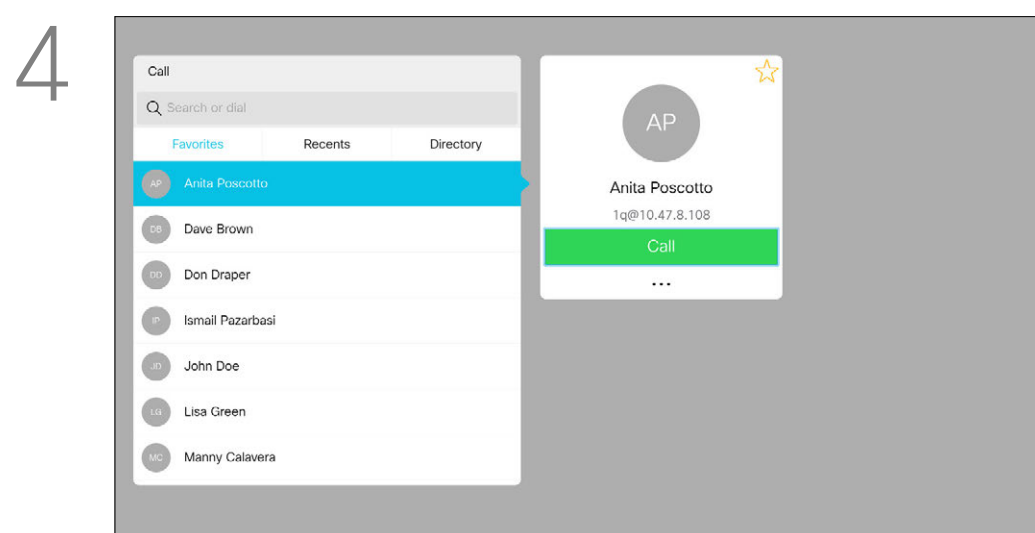 4
Call
Search or dial
Favorites Recents Directory
AP Anita Poscotto
DB Dave Brown
DD Don Draper
IP Ismail Pazarbasi
JD John Doe
LG Lisa Green
MC Manny Calavera
AP
Anita Poscotto
1q@10.47.8.108
Call
...